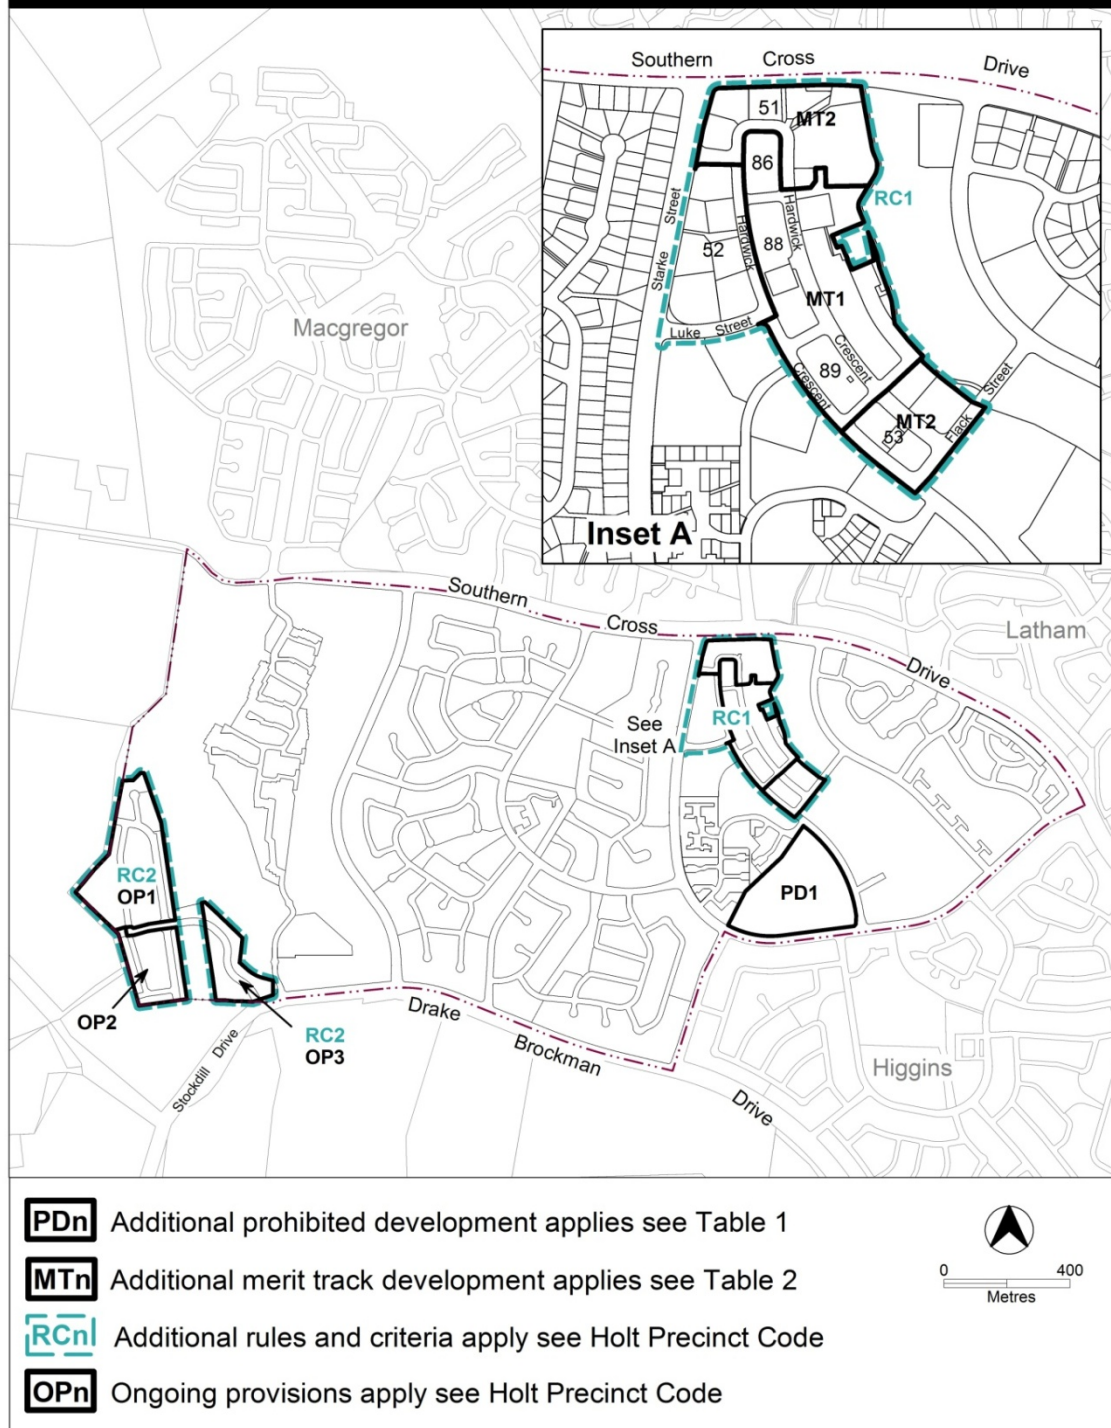 Southern Cross Drive
51
MT2
86
RC1
Starke Street
Hardwick
Hardwick
52
88
MT1
Luke Street
Crescent
89
Crescent
MT2
53
Flack Street
Inset A
Macgregor
Southern Cross Drive
Latham
See
Inset A
RC1
RC2
OP1
PD1
OP2
RC2
OP3
Stockdill Drive
Drake Brockman Drive
Higgins
PDn Additional prohibited development applies see Table 1
MTn Additional merit track development applies see Table 2
RCn Additional rules and criteria apply see Holt Precinct Code
OPn Ongoing provisions apply see Holt Precinct Code
0 400
Metres